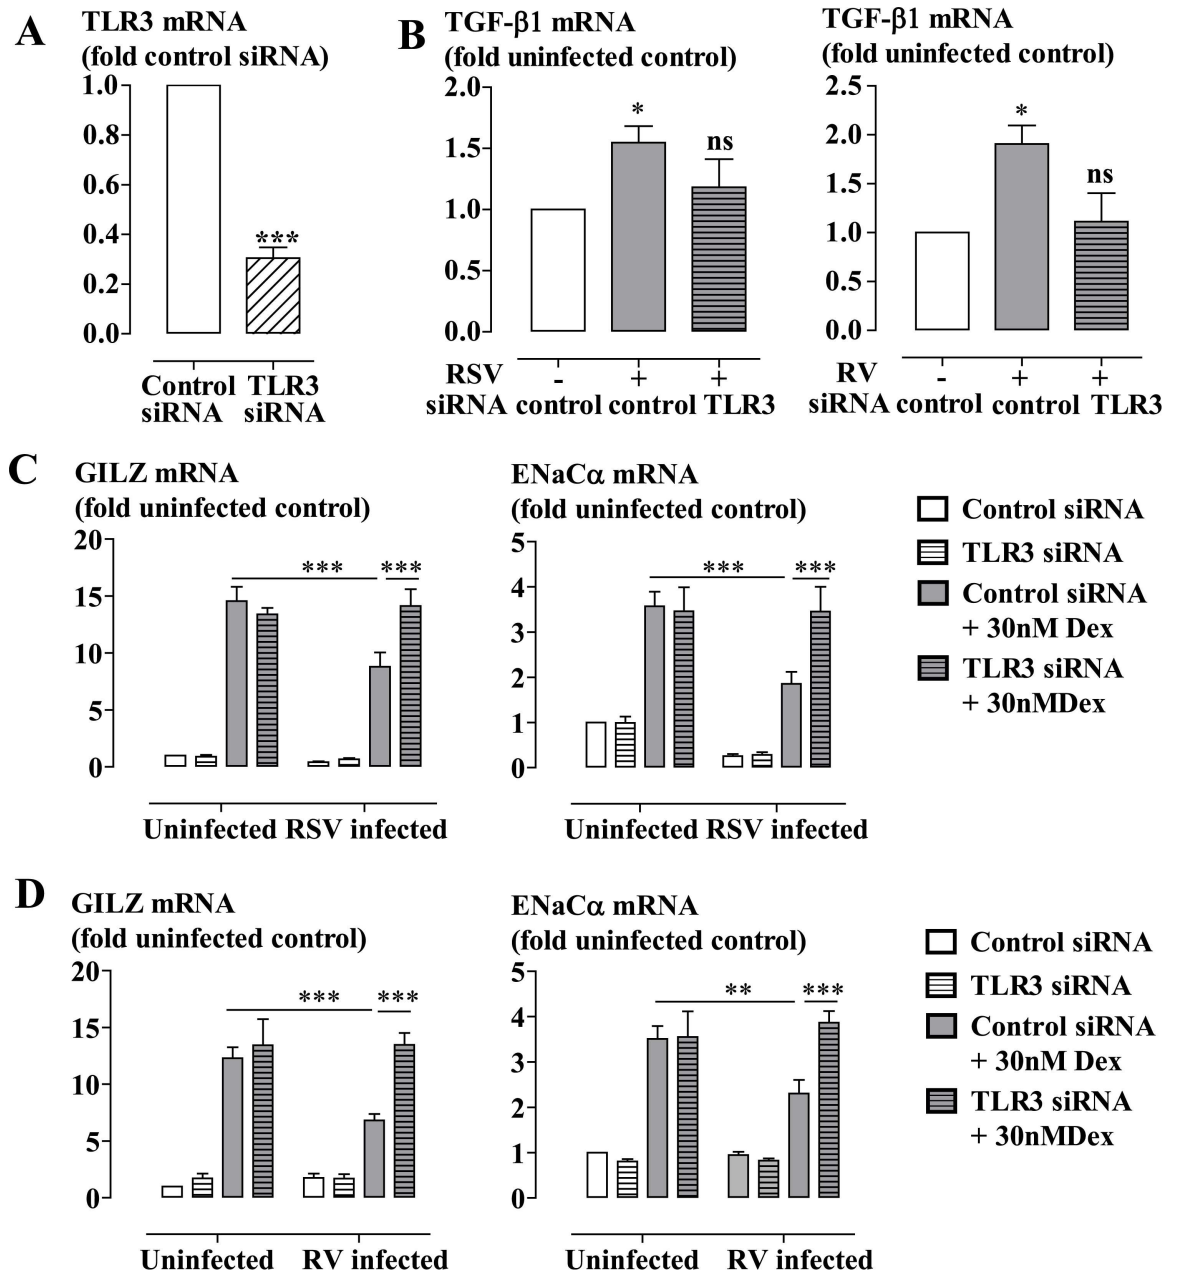 A
TLR3 mRNA
(fold control siRNA)
1.0
0.8
0.6
0.4
0.2
0.0
***
Control TLR3
siRNA siRNA
B
TGF-β1 mRNA
(fold uninfected control)
2.0
1.5
1.0
0.5
0.0
*
ns
RSV - + +
siRNA control control TLR3
TGF-β1 mRNA
(fold uninfected control)
2.5
2.0
1.5
1.0
0.5
0.0
*
ns
RV - + +
siRNA control control TLR3
C
GILZ mRNA
(fold uninfected control)
20
15
10
5
0
*** ***
Uninfected RSV infected
ENaCα mRNA
(fold uninfected control)
5
4
3
2
1
0
*** ***
Uninfected RSV infected
Control siRNA
TLR3 siRNA
Control siRNA
+ 30nM Dex
TLR3 siRNA
+ 30nMDex
D
GILZ mRNA
(fold uninfected control)
20
15
10
5
0
*** ***
Uninfected RV infected
ENaCα mRNA
(fold uninfected control)
5
4
3
2
1
0
** ***
Uninfected RV infected
Control siRNA
TLR3 siRNA
Control siRNA
+ 30nM Dex
TLR3 siRNA
+ 30nMDex